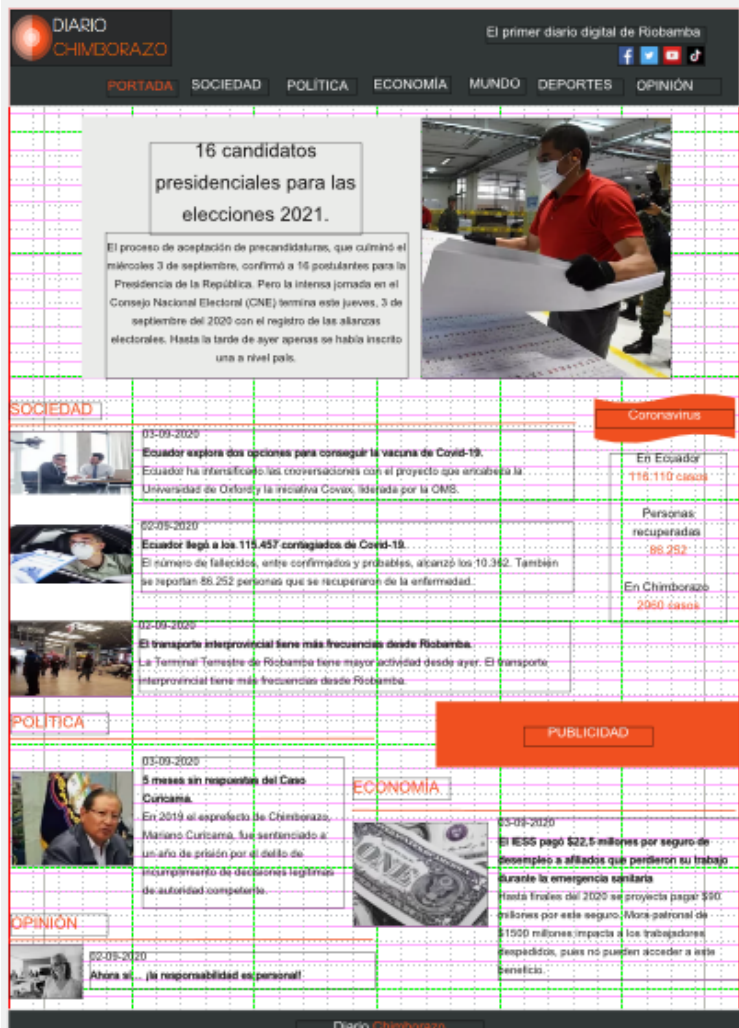 DIARIO
CHIMBORAZO
El primer diario digital de Riobamba
PORTADA SOCIEDAD POLÍTICA ECONOMÍA MUNDO DEPORTES OPINIÓN
16 candidatos
presidenciales para las
elecciones 2021.
El proceso de aceptación de precandidaturas, que culminó el
miércoles 3 de septiembre, confirmó a 16 postulantes para la
Presidencia de la República. Pero la intensa jornada en el
Consejo Nacional Electoral (CNE) termina este jueves, 3 de
septiembre del 2020 con el registro de las alianzas
electorales. Hasta la tarde de ayer apenas se había inscrito
una a nivel país.
SOCIEDAD
03-09-2020
Ecuador explora dos opciones para conseguir la vacuna de Covid-19.
Ecuador ha intensificado las cnoversaciones con el proyecto que encabeza la
Universidad de Oxford y la iniciativa Covax, liderada por la OMS.
02-09-2020
Ecuador llegó a los 115.457 contagiados de Covid-19.
El número de fallecidos, entre confirmados y probables, alcanzó los 10.362. También
se reportan 86.252 personas que se recuperaron de la enfermedad.
02-09-2020
El transporte interprovincial tiene más frecuencias desde Riobamba.
La Terminal Terrestre de Riobamba tiene mayor actividad desde ayer. El transporte
interprovincial tiene más frecuencias desde Riobamba.
Coronavirus
En Ecuador
116.110 casos
Personas
recuperadas
86.252
En Chimborazo
2960 casos
POLÍTICA
03-09-2020
5 meses sin respuestas del Caso
Curicama.
En 2019 el exprefecto de Chimborazo,
Mariano Curicama, fue sentenciado a
un año de prisión por el delito de
incumplimiento de decisiones legítimas
de autoridad competente.
PUBLICIDAD
ECONOMÍA
03-09-2020
El IESS pagó $22,5 millones por seguro de
desempleo a afiliados que perdieron su trabajo
durante la emergencia sanitaria
Hasta finales del 2020 se proyecta pagar $90
millones por este seguro. Mora patronal de
$1500 millones impacta a los trabajadores
despedidos, pues no pueden acceder a este
beneficio.
OPINIÓN
02-09-2020
Ahora sí... ¡la responsabilidad es personal!
Diario Chimborazo